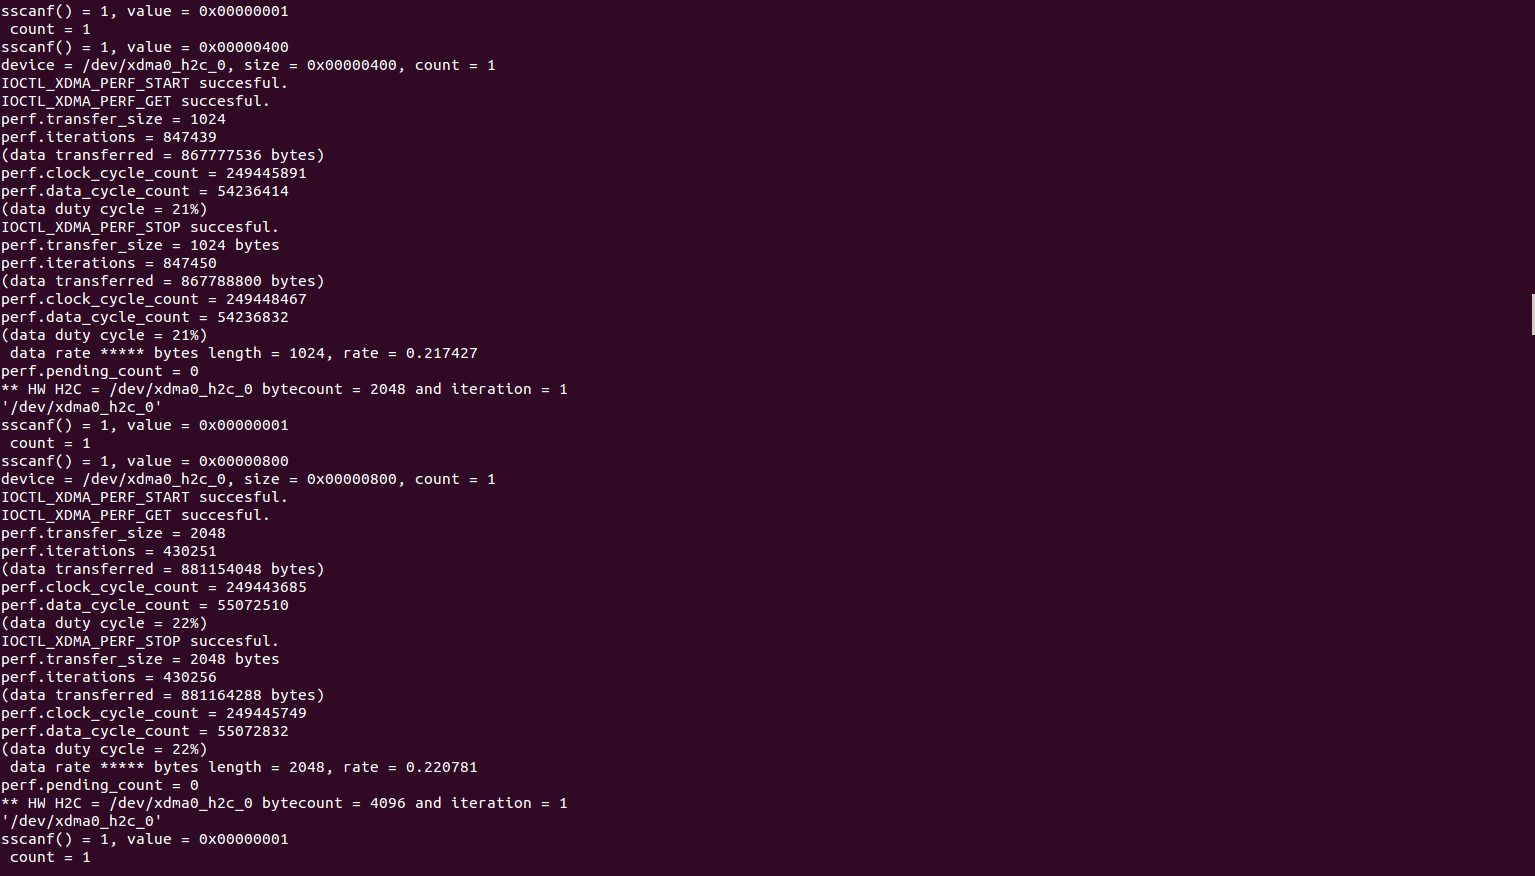 sscanf() = 1, value = 0x00000001
 count = 1
sscanf() = 1, value = 0x00000400
device = /dev/xdma0_h2c_0, size = 0x00000400, count = 1
IOCTL_XDMA_PERF_START succesful.
IOCTL_XDMA_PERF_GET succesful.
perf.transfer_size = 1024
perf.iterations = 847439
(data transferred = 867777536 bytes)
perf.clock_cycle_count = 249445891
perf.data_cycle_count = 54236414
(data duty cycle = 21%)
IOCTL_XDMA_PERF_STOP succesful.
perf.transfer_size = 1024 bytes
perf.iterations = 847450
(data transferred = 867788800 bytes)
perf.clock_cycle_count = 249448467
perf.data_cycle_count = 54236832
(data duty cycle = 21%)
 data rate ***** bytes length = 1024, rate = 0.217427
perf.pending_count = 0
** HW H2C = /dev/xdma0_h2c_0 bytecount = 2048 and iteration = 1
'/dev/xdma0_h2c_0'
sscanf() = 1, value = 0x00000001
 count = 1
sscanf() = 1, value = 0x00000800
device = /dev/xdma0_h2c_0, size = 0x00000800, count = 1
IOCTL_XDMA_PERF_START succesful.
IOCTL_XDMA_PERF_GET succesful.
perf.transfer_size = 2048
perf.iterations = 430251
(data transferred = 881154048 bytes)
perf.clock_cycle_count = 249443685
perf.data_cycle_count = 55072510
(data duty cycle = 22%)
IOCTL_XDMA_PERF_STOP succesful.
perf.transfer_size = 2048 bytes
perf.iterations = 430256
(data transferred = 881164288 bytes)
perf.clock_cycle_count = 249445749
perf.data_cycle_count = 55072832
(data duty cycle = 22%)
 data rate ***** bytes length = 2048, rate = 0.220781
perf.pending_count = 0
** HW H2C = /dev/xdma0_h2c_0 bytecount = 4096 and iteration = 1
'/dev/xdma0_h2c_0'
sscanf() = 1, value = 0x00000001
 count = 1